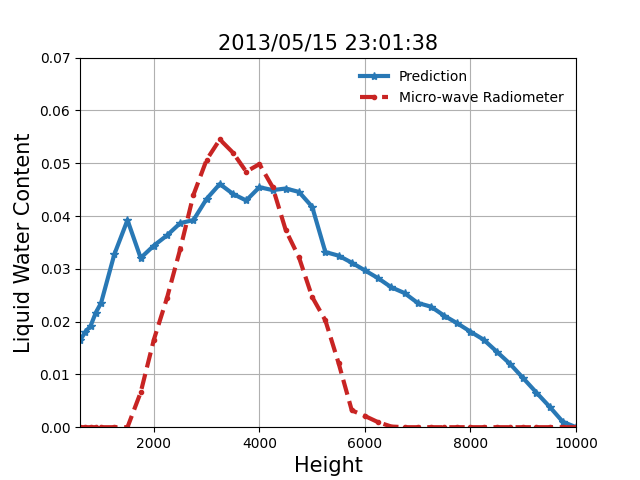 2013/05/15 23:01:38
0.07
0.06
0.05
0.04
0.03
0.02
0.01
0.00
Liquid Water Content
Prediction
Micro-wave Radiometer
2000 4000 6000 8000 10000
Height